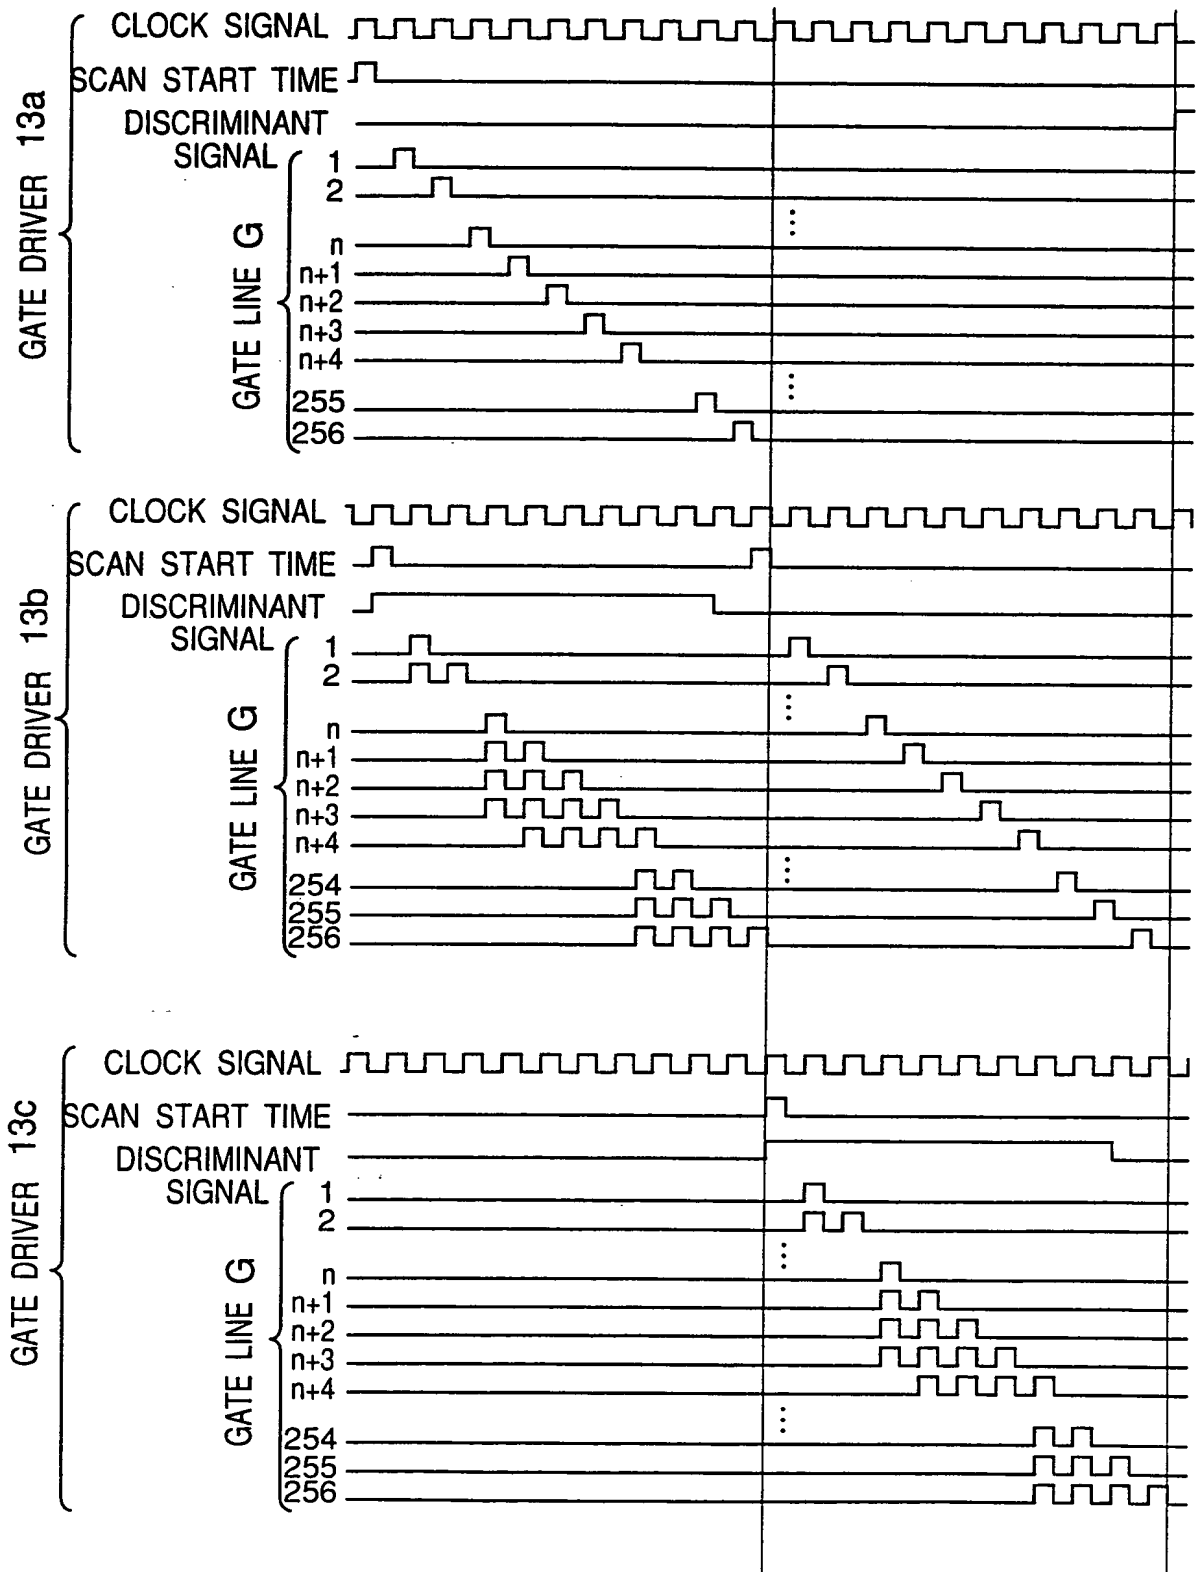 GATE DRIVER 13a
CLOCK SIGNAL
SCAN START TIME
DISCRIMINANT
SIGNAL
GATE LINE G
1
2
⋮
n
n+1
n+2
n+3
n+4
⋮
255
256
GATE DRIVER 13b
CLOCK SIGNAL
SCAN START TIME
DISCRIMINANT
SIGNAL
GATE LINE G
1
2
⋮
n
n+1
n+2
n+3
n+4
⋮
254
255
256
GATE DRIVER 13c
CLOCK SIGNAL
SCAN START TIME
DISCRIMINANT
SIGNAL
GATE LINE G
1
2
⋮
n
n+1
n+2
n+3
n+4
⋮
254
255
256